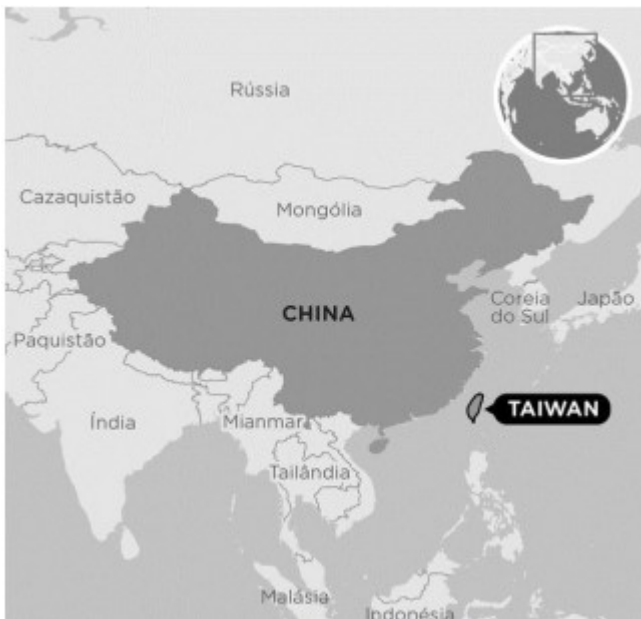 Rússia
Cazaquistão
Mongólia
CHINA
Coreia
do Sul
Japão
Paquistão
TAIWAN
Índia
Mianmar
Tailândia
Malásia
Indonésia